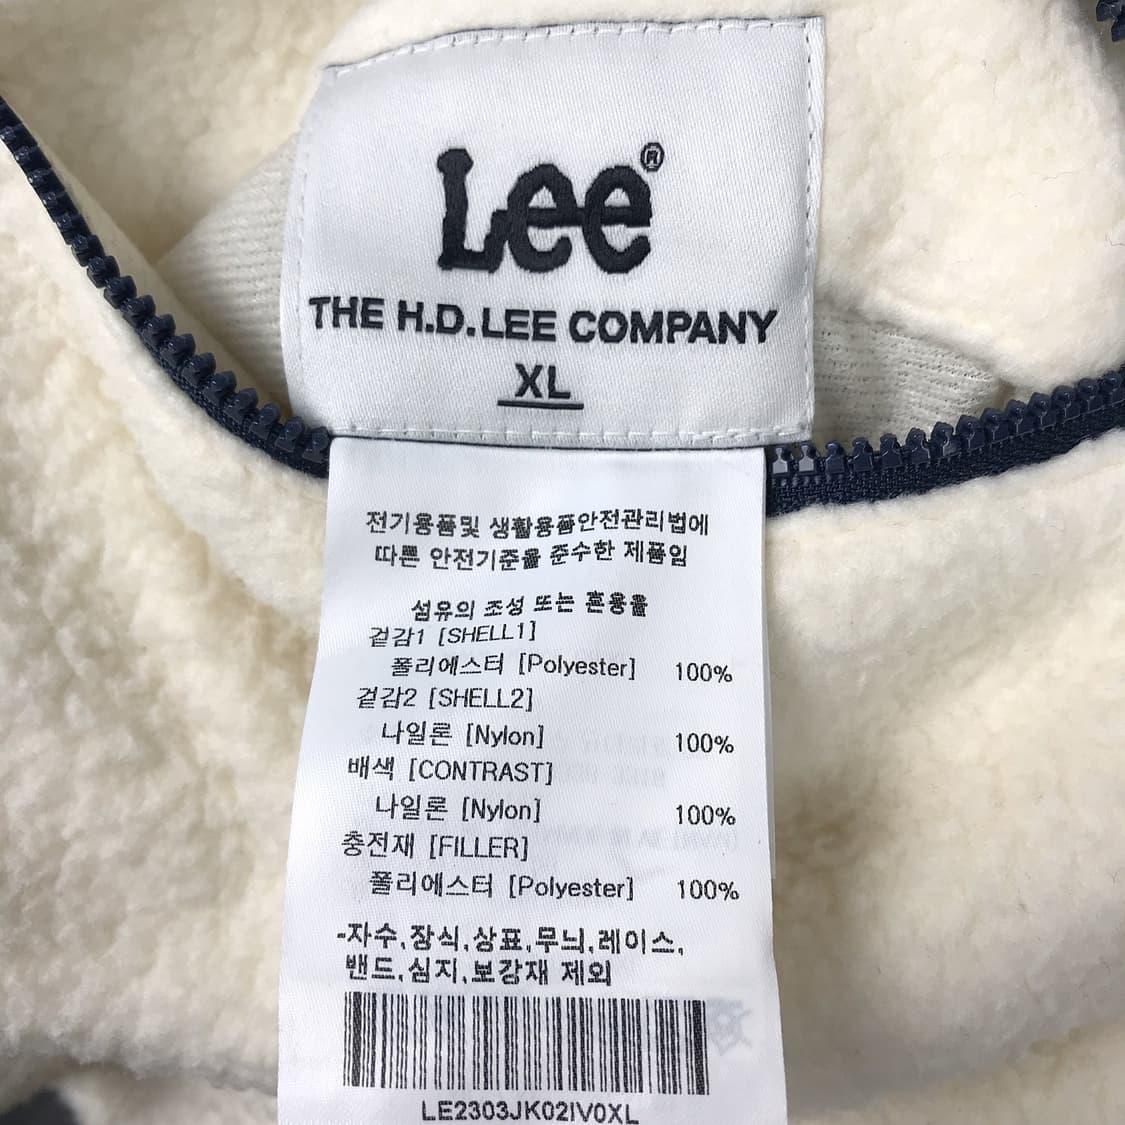 Lee®
THE H.D. LEE COMPANY
XL
전기용품및 생활용품안전관리법에
따른 안전기준을 준수한 제품임
섬유의 조성 또는 혼용율
겉감1 [SHELL1]
폴리에스터 [Polyester] 100%
겉감2 [SHELL2]
나일론 [Nylon] 100%
배색 [CONTRAST]
나일론 [Nylon] 100%
충전재 [FILLER]
폴리에스터 [Polyester] 100%
-자수,장식,상표,무늬,레이스,
밴드,심지,보강재 제외
LE2303JK02IV0XL